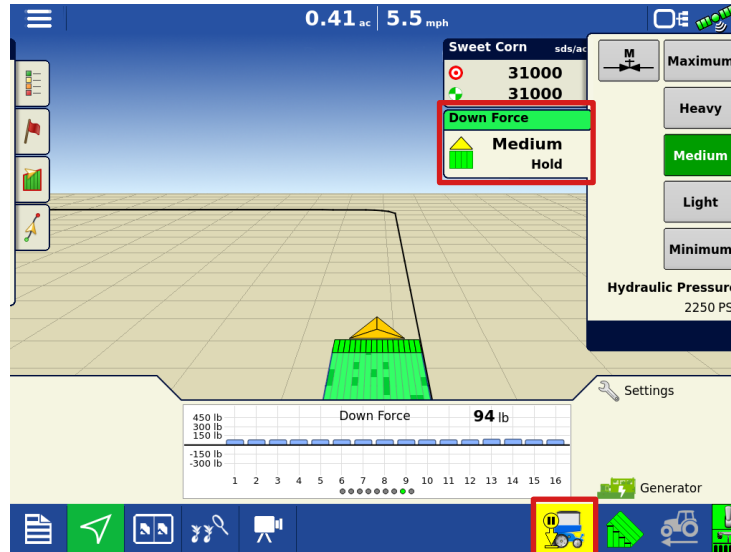 0.41 ac 5.5 mph
Sweet Corn sds/ac
31000
31000
Down Force
Medium
Hold
M
Maximum
Heavy
Medium
Light
Minimum
Hydraulic Pressure
2250 PS
Settings
Down Force 94 lb
450 lb
300 lb
150 lb
-150 lb
-300 lb
1 2 3 4 5 6 7 8 9 10 11 12 13 14 15 16
Generator